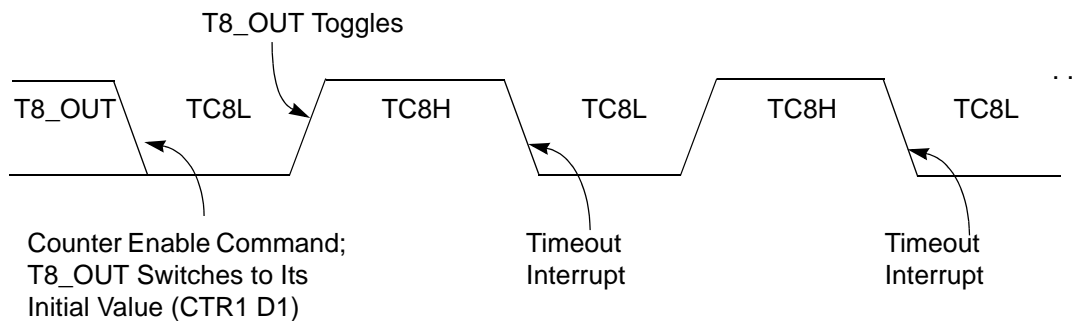 T8_OUT Toggles
. .
T8_OUT TC8L TC8H TC8L TC8H TC8L
Counter Enable Command;
T8_OUT Switches to Its
Initial Value (CTR1 D1)
Timeout
Interrupt
Timeout
Interrupt